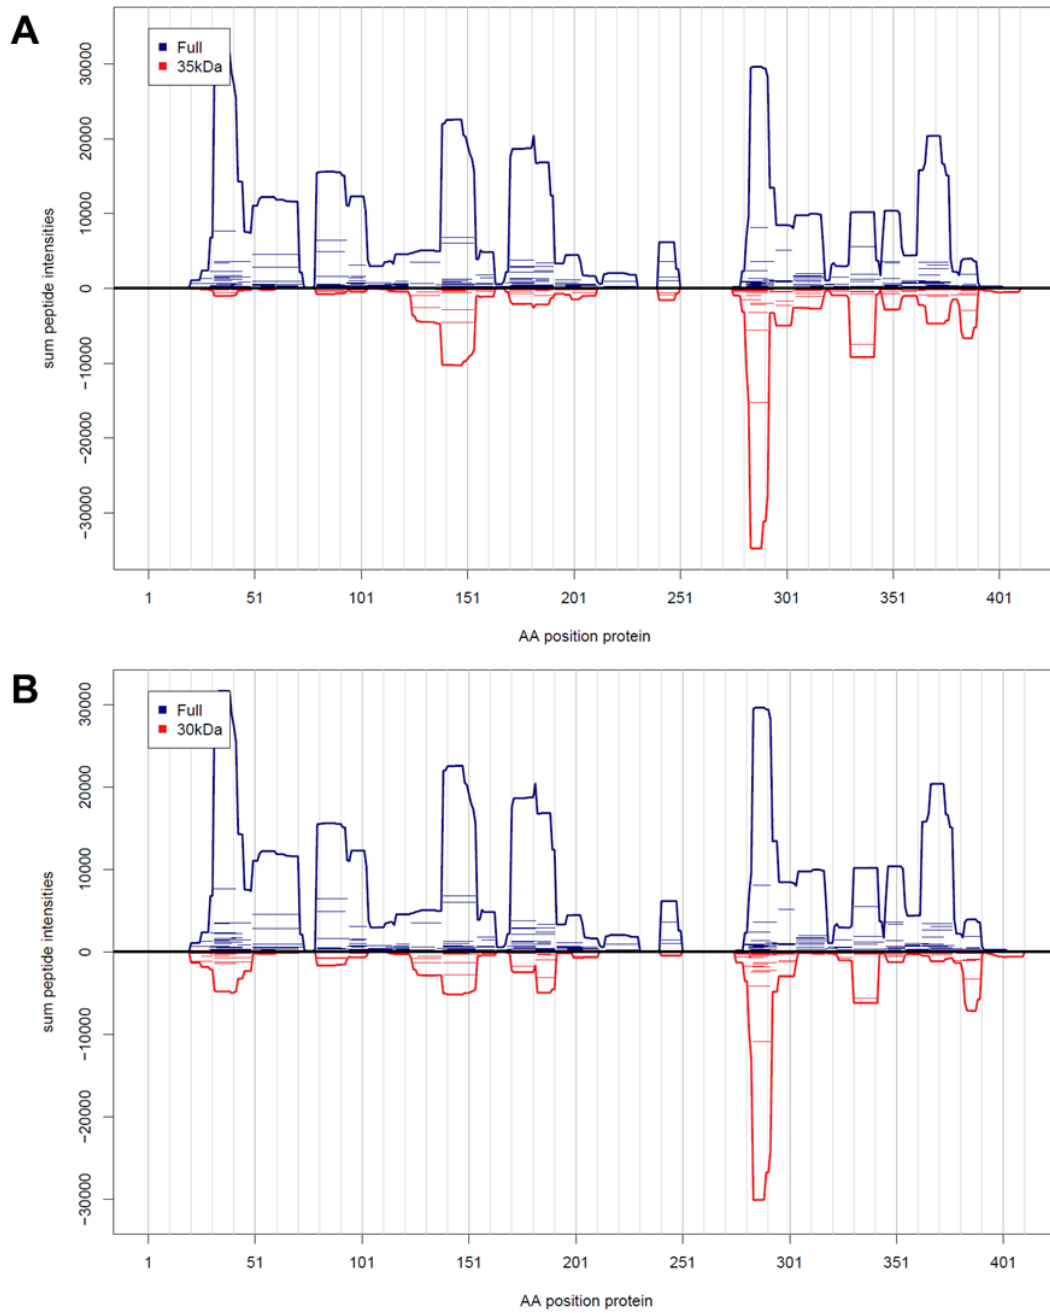 A
Full
35kDa
30000
20000
10000
0
−10000
−20000
−30000
sum peptide intensities
1 51 101 151 201 251 301 351 401
AA position protein
B
Full
30kDa
30000
20000
10000
0
−10000
−20000
−30000
sum peptide intensities
1 51 101 151 201 251 301 351 401
AA position protein